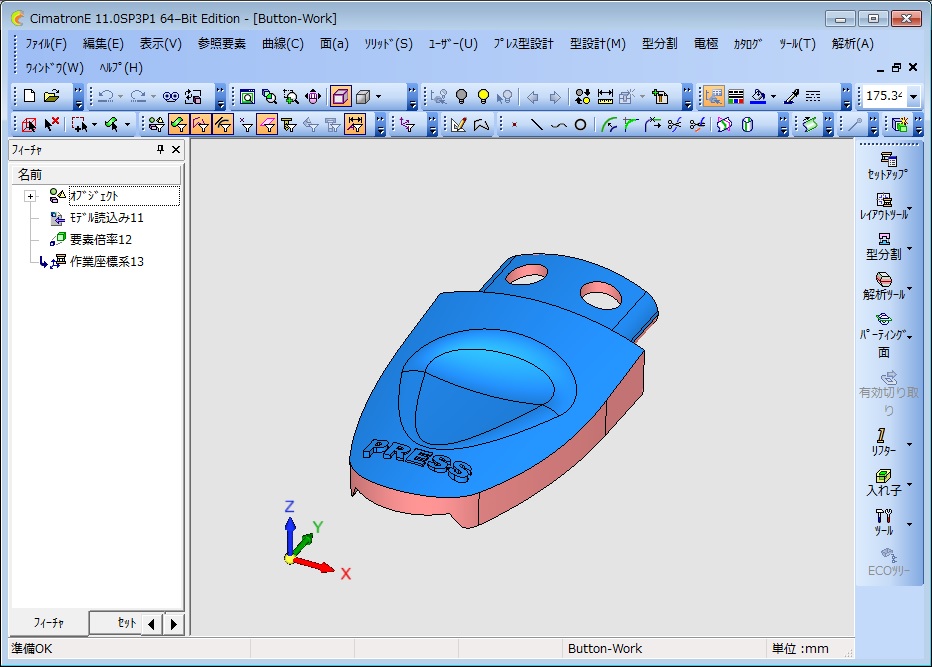 CimatronE 11.0SP3P1 64–Bit Edition - [Button-Work]
ﾌｧｲﾙ(F) 編集(E) 表示(V) 参照要素 曲線(C) 面(a) ｿﾘｯﾄﾞ(S) ﾕｰｻﾞｰ(U) ﾌﾟﾚｽ型設計 型設計(M) 型分割 電極 ｶﾀﾛｸﾞ ﾂｰﾙ(T) 解析(A)
ｳｨﾝﾄﾞｳ(W) ﾍﾙﾌﾟ(H)
175.34
ﾌｨｰﾁｬ
名前
ｵﾌﾞｼﾞｪｸﾄ
ﾓﾃﾞﾙ読込み11
要素倍率12
作業座標系13
PRESS
Z
Y
X
ｾｯﾄｱｯﾌﾟ
ﾚｲｱｳﾄﾂｰﾙ
型分割
解析ﾂｰﾙ
ﾊﾟｰﾃｨﾝｸﾞ
面
有効切り取
り
ﾘﾌﾀｰ
入れ子
ﾂｰﾙ
ECOﾂﾘｰ
ﾌｨｰﾁｬ ｾｯﾄ
準備OK Button-Work 単位 :mm